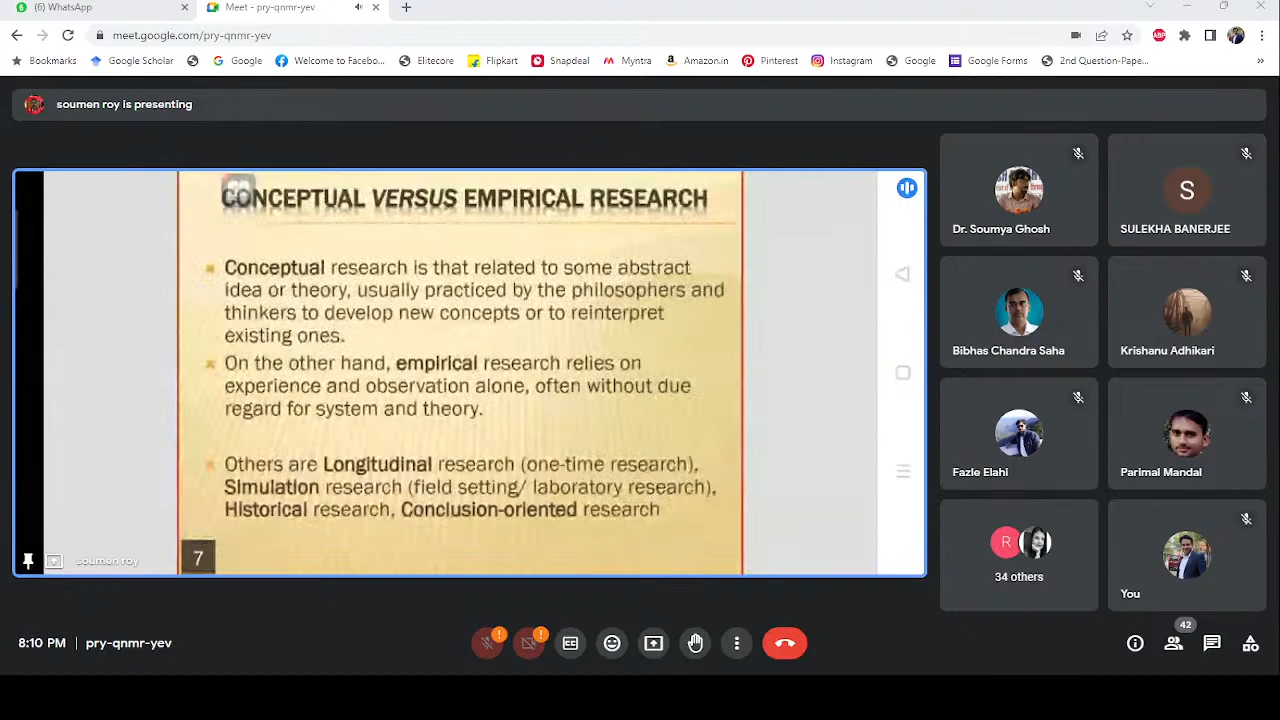 (6) WhatsApp
Meet - pry-qnmr-yev
meet.google.com/pry-qnmr-yev
ABP
Bookmarks
Google Scholar
Google
Welcome to Facebo...
Elitecore
Flipkart
Snapdeal
Myntra
Amazon.in
Pinterest
Instagram
Google
Google Forms
2nd Question-Pape...
soumen roy is presenting
CONCEPTUAL VERSUS EMPIRICAL RESEARCH
Conceptual research is that related to some abstract
idea or theory, usually practiced by the philosophers and
thinkers to develop new concepts or to reinterpret
existing ones.
On the other hand, empirical research relies on
experience and observation alone, often without due
regard for system and theory.
Others are Longitudinal research (one-time research),
Simulation research (field setting/ laboratory research),
Historical research, Conclusion-oriented research
7
soumen roy
Dr. Soumya Ghosh
S
SULEKHA BANERJEE
Bibhas Chandra Saha
Krishanu Adhikari
Fazle Elahi
Parimal Mandal
R
34 others
You
8:10 PM | pry-qnmr-yev
CC
42